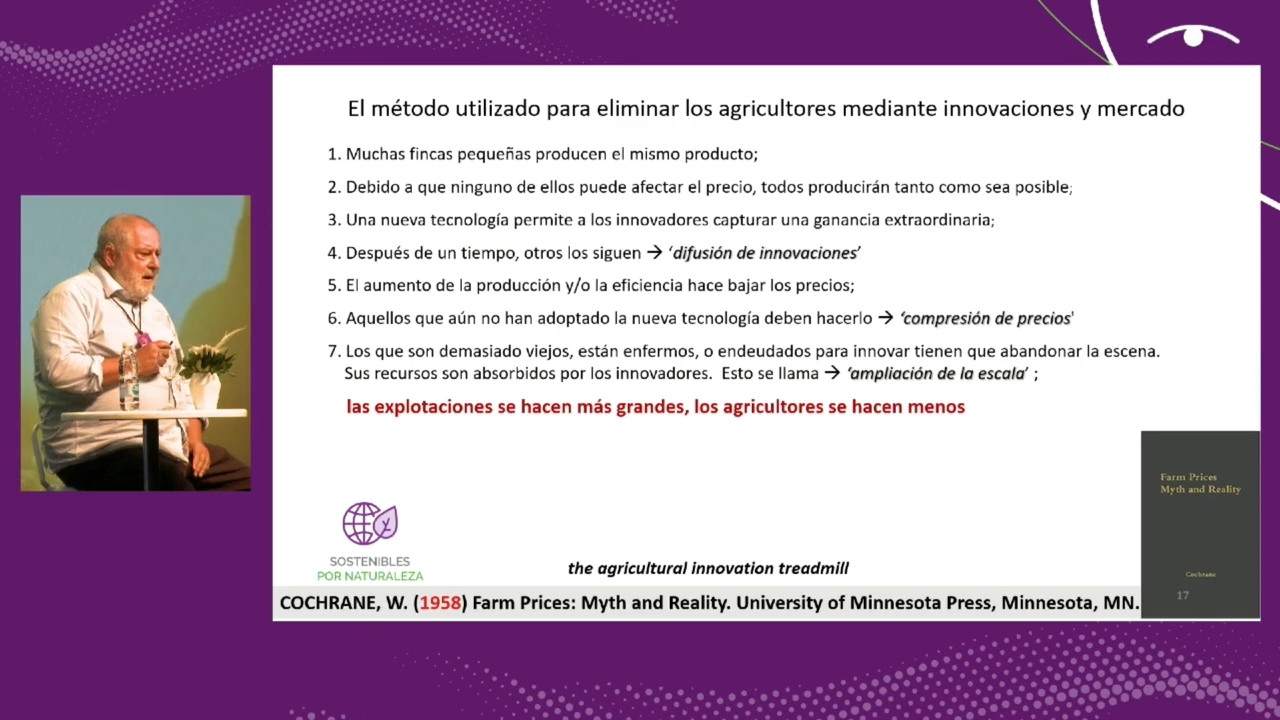 El método utilizado para eliminar los agricultores mediante innovaciones y mercado
1. Muchas fincas pequeñas producen el mismo producto;
2. Debido a que ninguno de ellos puede afectar el precio, todos producirán tanto como sea posible;
3. Una nueva tecnología permite a los innovadores capturar una ganancia extraordinaria;
4. Después de un tiempo, otros los siguen → ‘difusión de innovaciones’
5. El aumento de la producción y/o la eficiencia hace bajar los precios;
6. Aquellos que aún no han adoptado la nueva tecnología deben hacerlo → ‘compresión de precios'
7. Los que son demasiado viejos, están enfermos, o endeudados para innovar tienen que abandonar la escena.
Sus recursos son absorbidos por los innovadores. Esto se llama → ‘ampliación de la escala’ ;
las explotaciones se hacen más grandes, los agricultores se hacen menos
Farm Prices
Myth and Reality
Cochrane
17
SOSTENIBLES
POR NATURALEZA
the agricultural innovation treadmill
COCHRANE, W. (1958) Farm Prices: Myth and Reality. University of Minnesota Press, Minnesota, MN.